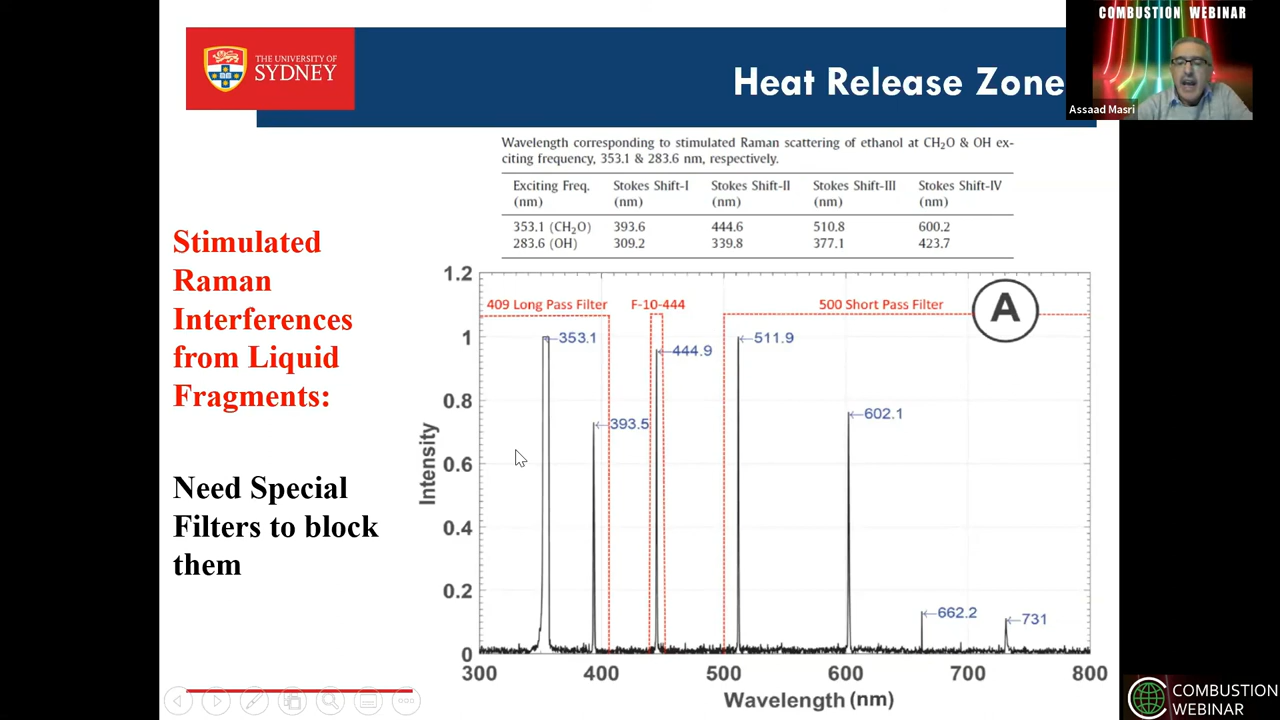 COMBUSTION WEBINAR
THE UNIVERSITY OF
SYDNEY
Heat Release Zone
Assaad Masri
Wavelength corresponding to stimulated Raman scattering of ethanol at CH₂O & OH ex-
citing frequency, 353.1 & 283.6 nm, respectively.
Exciting Freq. Stokes Shift-I Stokes Shift-II Stokes Shift-III Stokes Shift-IV
(nm) (nm) (nm) (nm) (nm)
353.1 (CH₂O) 393.6 444.6 510.8 600.2
283.6 (OH) 309.2 339.8 377.1 423.7
Stimulated
Raman
Interferences
from Liquid
Fragments:
Need Special
Filters to block
them
1.2
1
0.8
0.6
0.4
0.2
0
Intensity
409 Long Pass Filter F-10-444 500 Short Pass Filter
A
353.1
444.9
511.9
393.5
602.1
662.2
731
300 400 500 600 700 800
Wavelength (nm)
COMBUSTION
WEBINAR